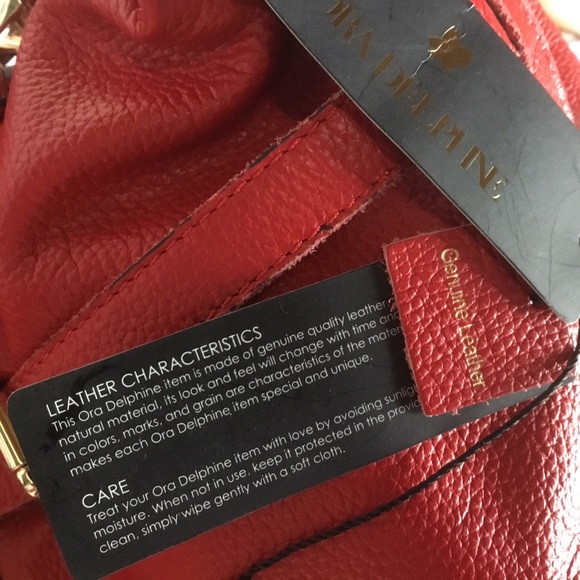 ORA DELPHINE
Genuine Leather
LEATHER CHARACTERISTICS
This Ora Delphine item is made of genuine quality leather
natural material, its look and feel will change with time and
in colors, marks, and grain are characteristics of the
makes each Ora Delphine item special and unique.
CARE
Treat your Ora Delphine item with love by avoiding
moisture. When not in use, keep it protected in the
clean, simply wipe gently with a soft cloth.